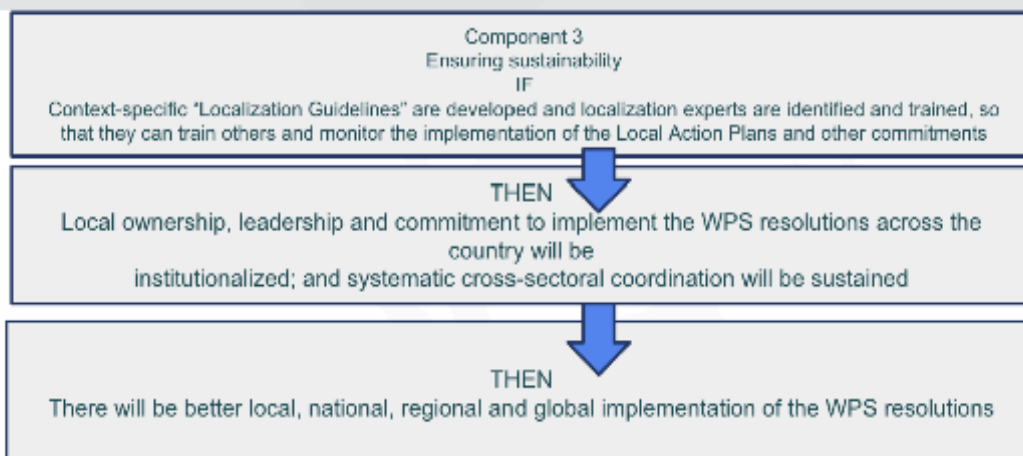 Component 3
Ensuring sustainability
IF
Context-specific "Localization Guidelines" are developed and localization experts are identified and trained, so
that they can train others and monitor the implementation of the Local Action Plans and other commitments
THEN
Local ownership, leadership and commitment to implement the WPS resolutions across the
country will be
institutionalized; and systematic cross-sectoral coordination will be sustained
THEN
There will be better local, national, regional and global implementation of the WPS resolutions